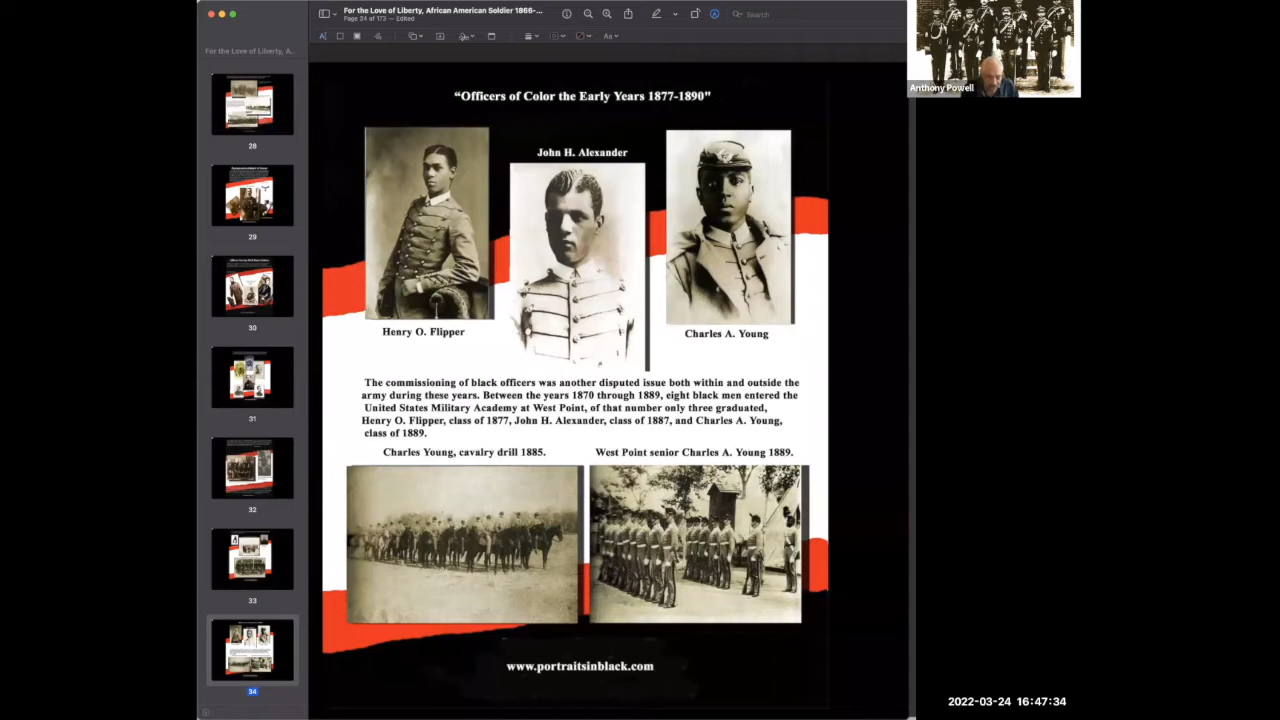 For the Love of Liberty, African American Soldier 1866-...
Page 34 of 173 — Edited
Search
Aa
For the Love of Liberty, A...
28
29
30
31
32
33
34
"Officers of Color the Early Years 1877-1890"
John H. Alexander
Henry O. Flipper
Charles A. Young
The commissioning of black officers was another disputed issue both within and outside the
army during these years. Between the years 1870 through 1889, eight black men entered the
United States Military Academy at West Point, of that number only three graduated,
Henry O. Flipper, class of 1877, John H. Alexander, class of 1887, and Charles A. Young,
class of 1889.
Charles Young, cavalry drill 1885.
West Point senior Charles A. Young 1889.
www.portraitsinblack.com
Anthony Powell
2022-03-24 16:47:34